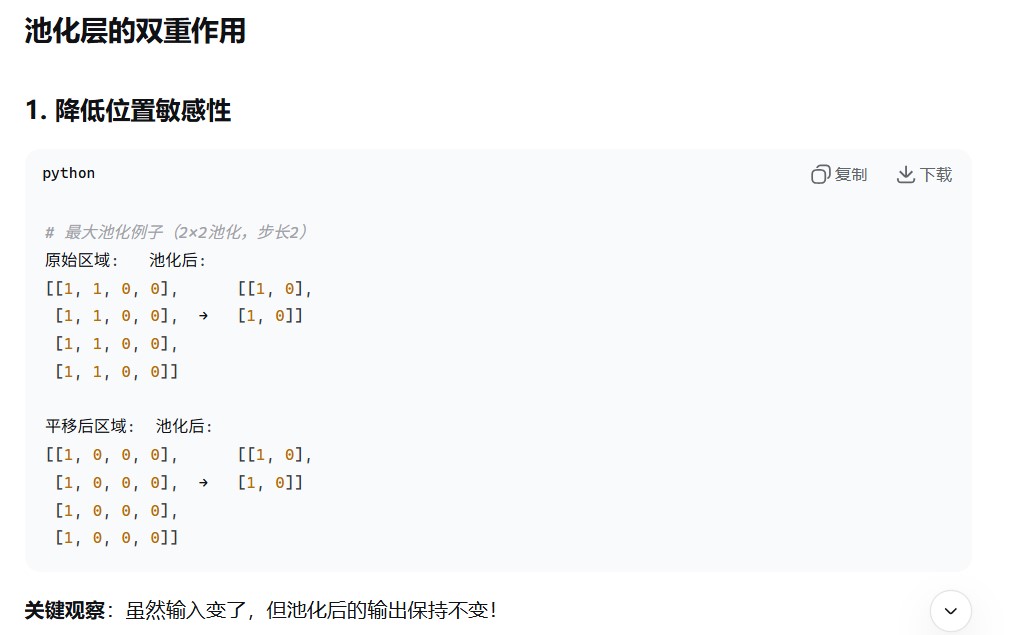 池化层的双重作用
1. 降低位置敏感性
python 复制 下载
# 最大池化例子（2×2池化，步长2）
原始区域: 池化后:
[[1, 1, 0, 0], [[1, 0],
[1, 1, 0, 0], → [1, 0]]
[1, 1, 0, 0],
[1, 1, 0, 0]]
平移后区域: 池化后:
[[1, 0, 0, 0], [[1, 0],
[1, 0, 0, 0], → [1, 0]]
[1, 0, 0, 0],
[1, 0, 0, 0]]
关键观察：虽然输入变了，但池化后的输出保持不变！